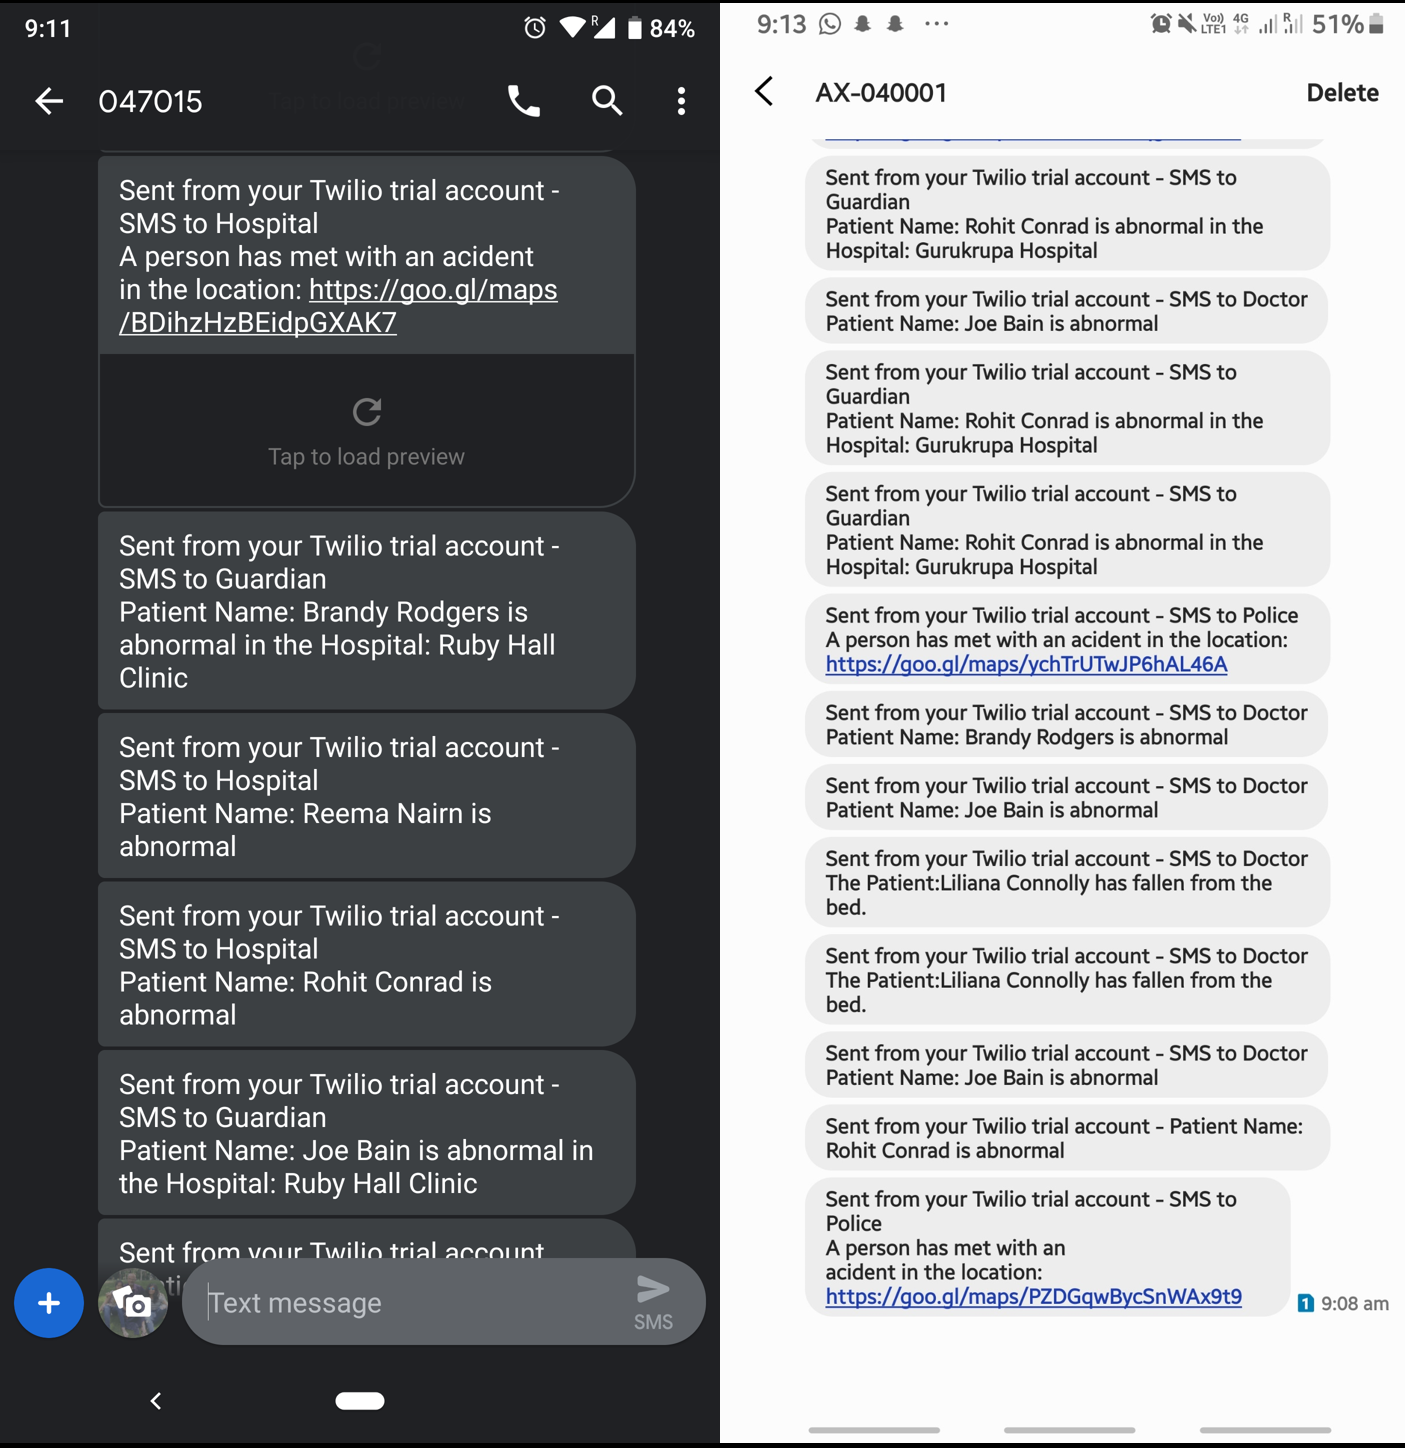 9:11
R
84%
047015
Sent from your Twilio trial account -
SMS to Hospital
A person has met with an acident
in the location: https://goo.gl/maps
/BDihzHzBEidpGXAK7
Tap to load preview
Sent from your Twilio trial account -
SMS to Guardian
Patient Name: Brandy Rodgers is
abnormal in the Hospital: Ruby Hall
Clinic
Sent from your Twilio trial account -
SMS to Hospital
Patient Name: Reema Nairn is
abnormal
Sent from your Twilio trial account -
SMS to Hospital
Patient Name: Rohit Conrad is
abnormal
Sent from your Twilio trial account -
SMS to Guardian
Patient Name: Joe Bain is abnormal in
the Hospital: Ruby Hall Clinic
Sent from your Twilio trial account
Text message
SMS
9:13
Vo))
LTE1
4G
R
51%
AX-040001
Delete
Sent from your Twilio trial account - SMS to
Guardian
Patient Name: Rohit Conrad is abnormal in the
Hospital: Gurukrupa Hospital
Sent from your Twilio trial account - SMS to Doctor
Patient Name: Joe Bain is abnormal
Sent from your Twilio trial account - SMS to
Guardian
Patient Name: Rohit Conrad is abnormal in the
Hospital: Gurukrupa Hospital
Sent from your Twilio trial account - SMS to
Guardian
Patient Name: Rohit Conrad is abnormal in the
Hospital: Gurukrupa Hospital
Sent from your Twilio trial account - SMS to Police
A person has met with an acident in the location:
https://goo.gl/maps/ychTrUTwJP6hAL46A
Sent from your Twilio trial account - SMS to Doctor
Patient Name: Brandy Rodgers is abnormal
Sent from your Twilio trial account - SMS to Doctor
Patient Name: Joe Bain is abnormal
Sent from your Twilio trial account - SMS to Doctor
The Patient:Liliana Connolly has fallen from the
bed.
Sent from your Twilio trial account - SMS to Doctor
The Patient:Liliana Connolly has fallen from the
bed.
Sent from your Twilio trial account - SMS to Doctor
Patient Name: Joe Bain is abnormal
Sent from your Twilio trial account - Patient Name:
Rohit Conrad is abnormal
Sent from your Twilio trial account - SMS to
Police
A person has met with an
acident in the location:
https://goo.gl/maps/PZDGqwBycSnWAx9t9
1 9:08 am